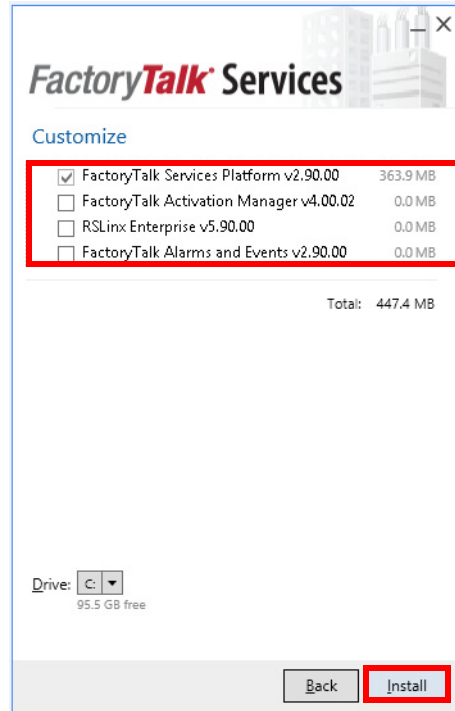 FactoryTalk Services
Customize
FactoryTalk Services Platform v2.90.00 363.9 MB
FactoryTalk Activation Manager v4.00.02 0.0 MB
RSLinx Enterprise v5.90.00 0.0 MB
FactoryTalk Alarms and Events v2.90.00 0.0 MB
Total: 447.4 MB
Drive: C:
95.5 GB free
Back Install